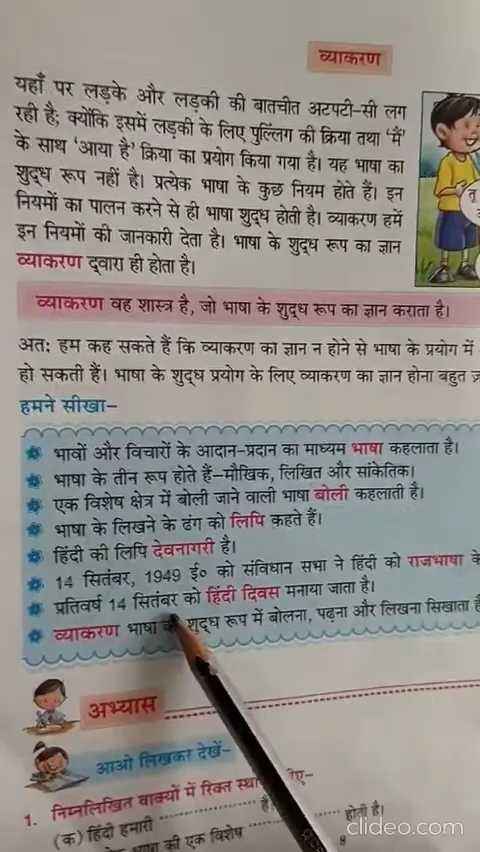 व्याकरण
यहाँ पर लड़के और लड़की की बातचीत अटपटी-सी लग
रही है; क्योंकि इसमें लड़की के लिए पुल्लिंग की क्रिया तथा 'मैं'
के साथ 'आया है' क्रिया का प्रयोग किया गया है। यह भाषा का
शुद्ध रूप नहीं है। प्रत्येक भाषा के कुछ नियम होते हैं। इन
नियमों का पालन करने से ही भाषा शुद्ध होती है। व्याकरण हमें
इन नियमों की जानकारी देता है। भाषा के शुद्ध रूप का ज्ञान
व्याकरण द्वारा ही होता है।
व्याकरण वह शास्त्र है, जो भाषा के शुद्ध रूप का ज्ञान कराता है।
अत: हम कह सकते हैं कि व्याकरण का ज्ञान न होने से भाषा के प्रयोग में
हो सकती हैं। भाषा के शुद्ध प्रयोग के लिए व्याकरण का ज्ञान होना बहुत
हमने सीखा–
भावों और विचारों के आदान-प्रदान का माध्यम भाषा कहलाता है।
भाषा के तीन रूप होते हैं–मौखिक, लिखित और सांकेतिक।
एक विशेष क्षेत्र में बोली जाने वाली भाषा बोली कहलाती है।
भाषा के लिखने के ढंग को लिपि कहते हैं।
हिंदी की लिपि देवनागरी है।
14 सितंबर, 1949 ई० को संविधान सभा ने हिंदी को राजभाषा के
प्रतिवर्ष 14 सितंबर को हिंदी दिवस मनाया जाता है।
व्याकरण भाषा के शुद्ध रूप में बोलना, पढ़ना और लिखना सिखाता
अभ्यास
आओ लिखकर देखें–
1. निम्नलिखित वाक्यों में रिक्त
(क) हिंदी हमारी .................. है।
भाषा की एक विशेष .................. होती है।
8
clideo.com